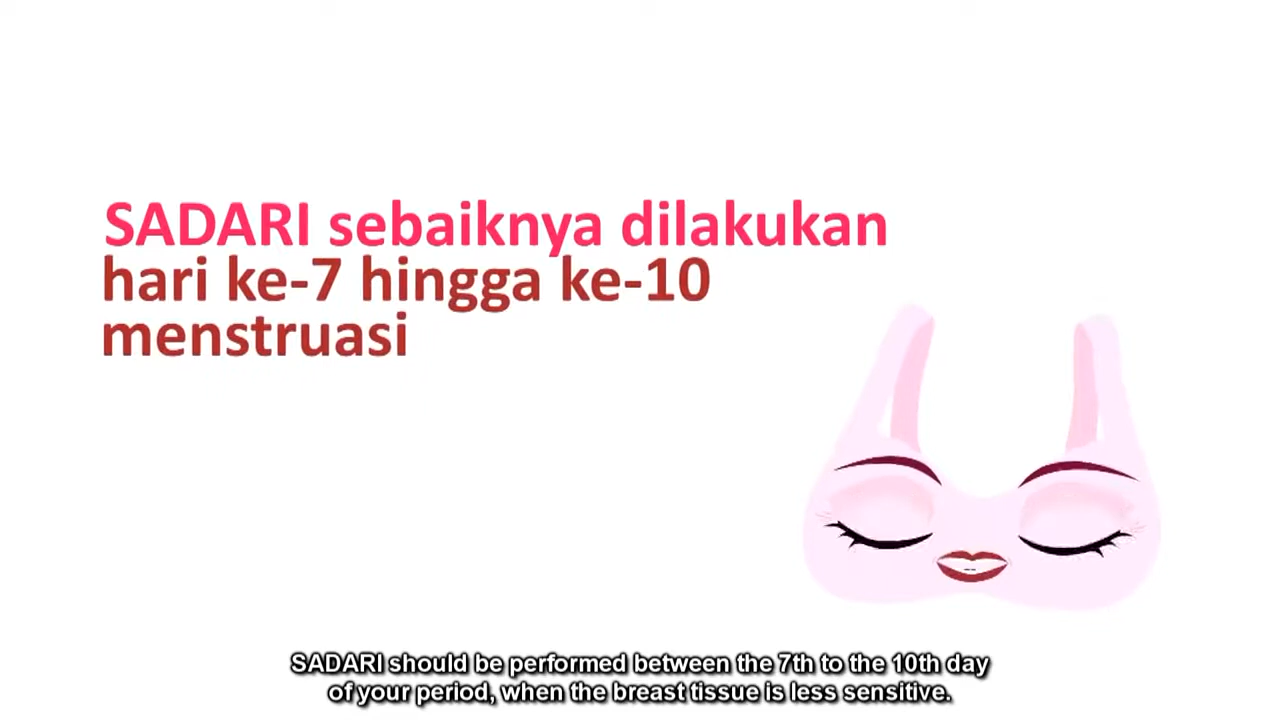 SADARI sebaiknya dilakukan
hari ke-7 hingga ke-10
menstruasi
SADARI should be performed between the 7th to the 10th day
of your period, when the breast tissue is less sensitive.